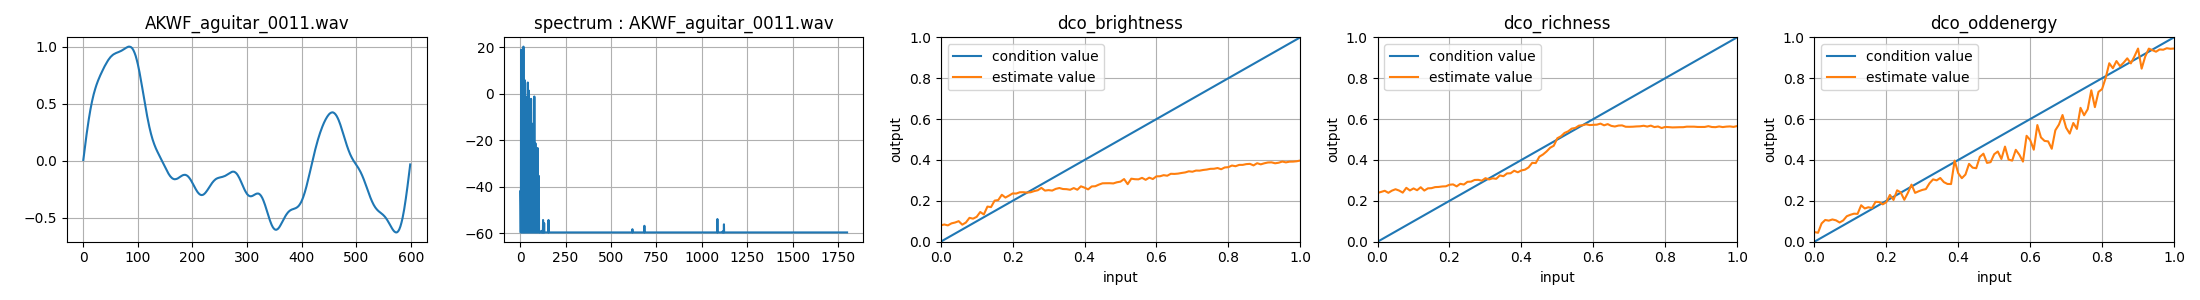 AKWF_aguitar_0011.wav
1.0
0.5
0.0
−0.5
0 100 200 300 400 500 600
spectrum : AKWF_aguitar_0011.wav
20
0
−20
−40
−60
0 250 500 750 1000 1250 1500 1750
dco_brightness
condition value
estimate value
output
1.0
0.8
0.6
0.4
0.2
0.0
0.0 0.2 0.4 0.6 0.8 1.0
input
dco_richness
condition value
estimate value
output
1.0
0.8
0.6
0.4
0.2
0.0
0.0 0.2 0.4 0.6 0.8 1.0
input
dco_oddenergy
condition value
estimate value
output
1.0
0.8
0.6
0.4
0.2
0.0
0.0 0.2 0.4 0.6 0.8 1.0
input